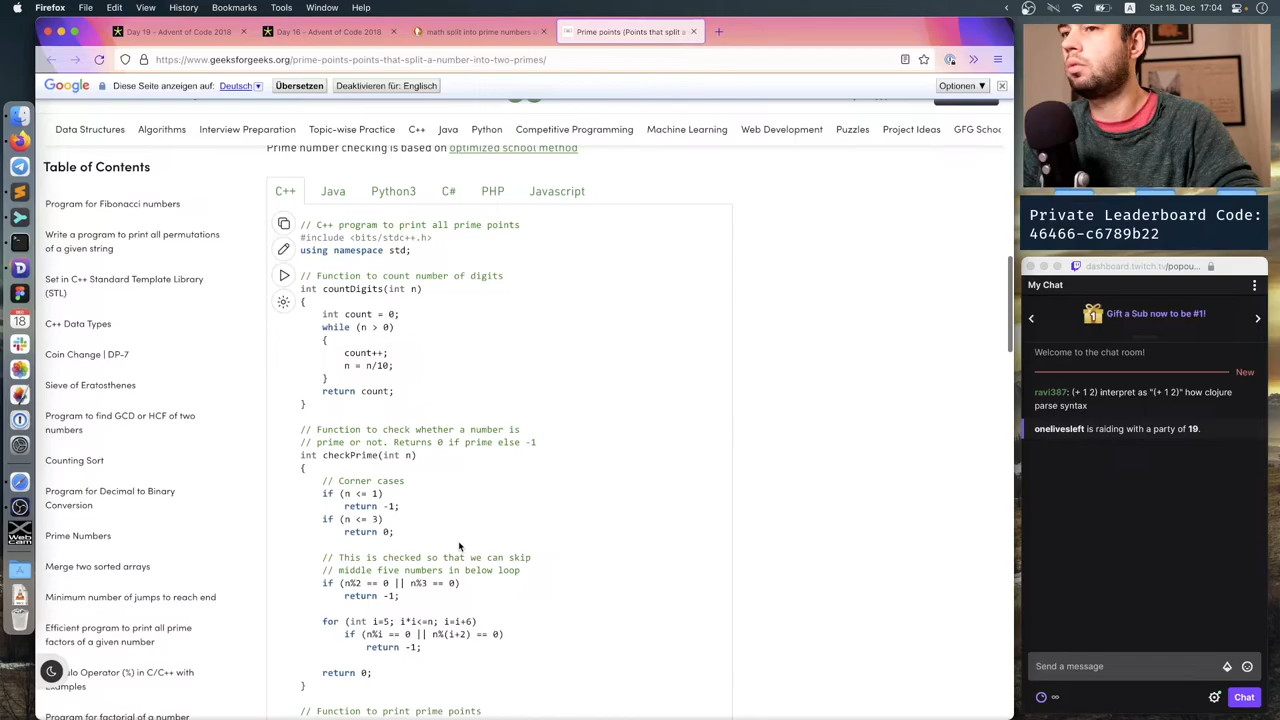 Firefox File Edit View History Bookmarks Tools Window Help
A Sat 18. Dec 17:04
Day 19 - Advent of Code 2018
Day 16 - Advent of Code 2018
math split into prime numbers
Prime points (Points that split a
https://www.geeksforgeeks.org/prime-points-points-that-split-a-number-into-two-primes/
Google Diese Seite anzeigen auf: Deutsch Übersetzen Deaktivieren für: Englisch Optionen
Data Structures Algorithms Interview Preparation Topic-wise Practice C++ Java Python Competitive Programming Machine Learning Web Development Puzzles Project Ideas GFG Schoo
Prime number checking is based on optimized school method
Table of Contents
Program for Fibonacci numbers
Write a program to print all permutations
of a given string
Set in C++ Standard Template Library
(STL)
C++ Data Types
Coin Change | DP-7
Sieve of Eratosthenes
Program to find GCD or HCF of two
numbers
Counting Sort
Program for Decimal to Binary
Conversion
Prime Numbers
Merge two sorted arrays
Minimum number of jumps to reach end
Efficient program to print all prime
factors of a given number
Operator (%) in C/C++ with
Examples
Program for factorial of a number
C++ Java Python3 C# PHP Javascript
// C++ program to print all prime points
#include <bits/stdc++.h>
using namespace std;
// Function to count number of digits
int countDigits(int n)
{
int count = 0;
while (n > 0)
{
count++;
n = n/10;
}
return count;
}
// Function to check whether a number is
// prime or not. Returns 0 if prime else -1
int checkPrime(int n)
{
// Corner cases
if (n <= 1)
return -1;
if (n <= 3)
return 0;
// This is checked so that we can skip
// middle five numbers in below loop
if (n%2 == 0 || n%3 == 0)
return -1;
for (int i=5; i*i<=n; i=i+6)
if (n%i == 0 || n%(i+2) == 0)
return -1;
return 0;
}
// Function to print prime points
DEC
18
Web
Cam
Private Leaderboard Code:
46466-c6789b22
dashboard.twitch.tv/popou...
My Chat
1 Gift a Sub now to be #1!
Welcome to the chat room!
New
ravi387: (+ 1 2) interpret as "(+ 1 2)" how clojure
parse syntax
onelivesleft is raiding with a party of 19.
Send a message
∞
Chat